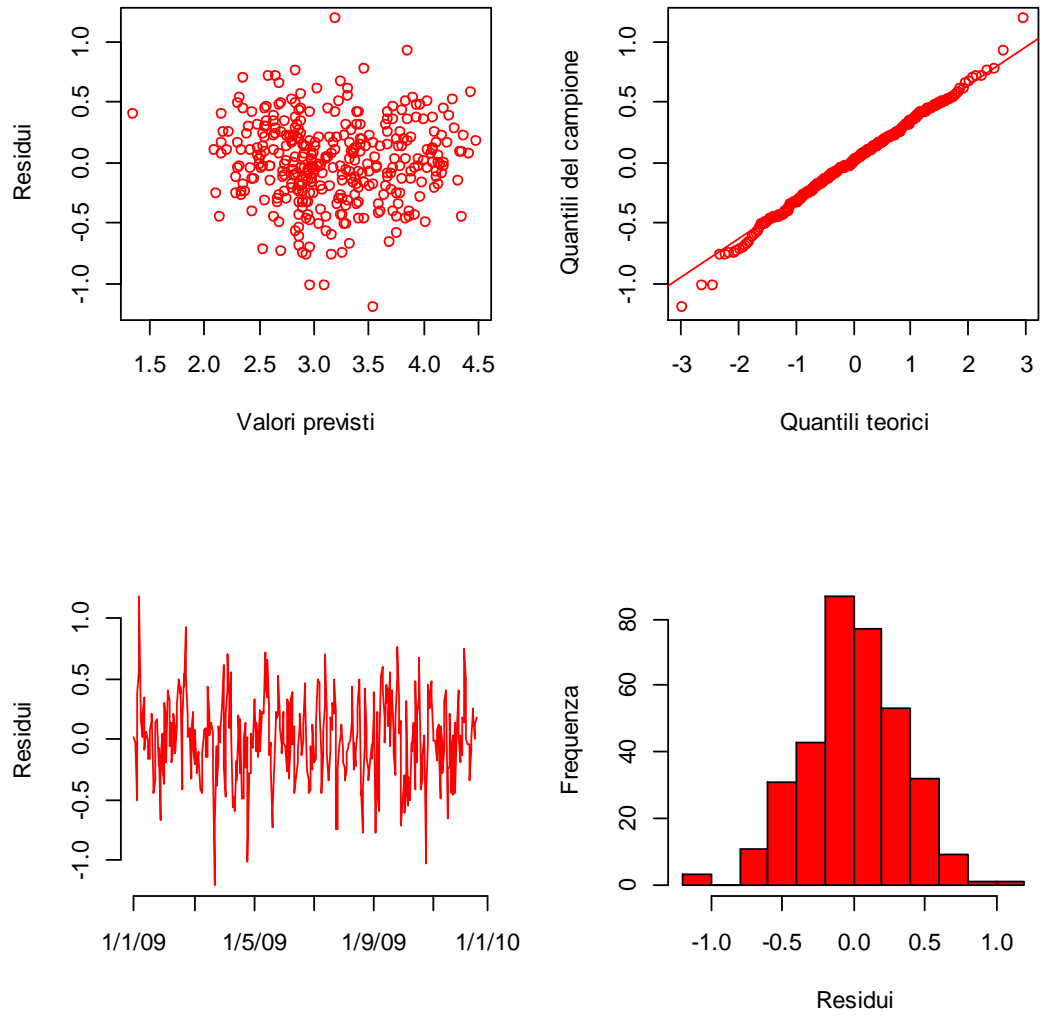 Residui
1.0
0.5
0.0
-0.5
-1.0
1.5 2.0 2.5 3.0 3.5 4.0 4.5
Valori previsti
Quantili del campione
1.0
0.5
0.0
-0.5
-1.0
-3 -2 -1 0 1 2 3
Quantili teorici
Residui
1.0
0.5
0.0
-0.5
-1.0
1/1/09 1/5/09 1/9/09 1/1/10
Frequenza
80
60
40
20
0
-1.0 -0.5 0.0 0.5 1.0
Residui